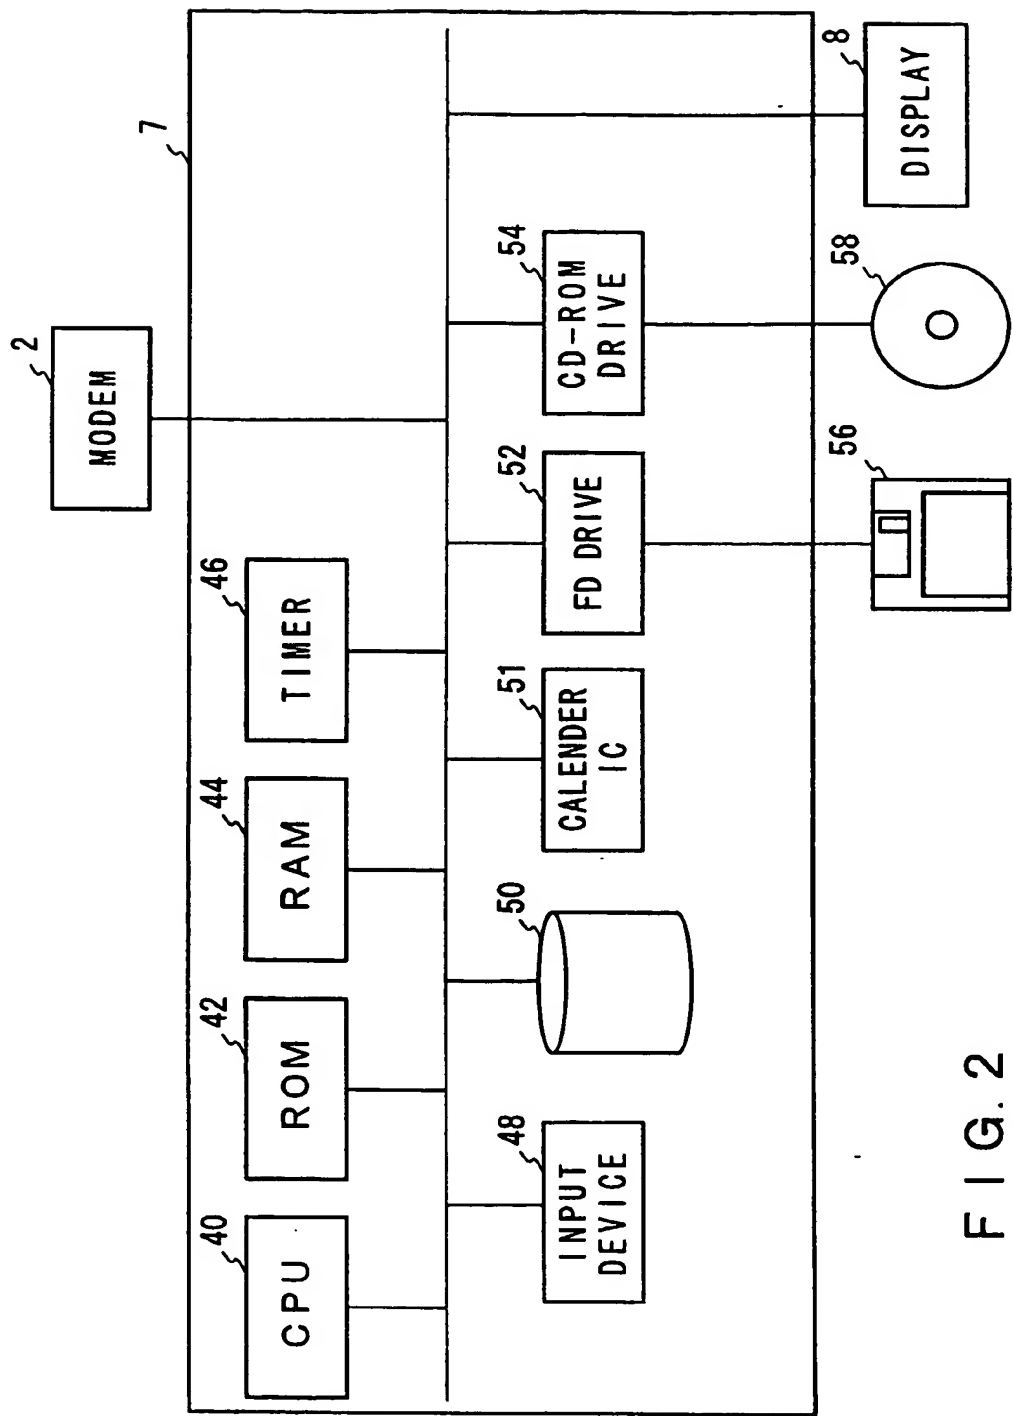 2
MODEM
7
40
CPU
42
ROM
44
RAM
46
TIMER
48
INPUT
DEVICE
50
51
CALENDER
IC
52
FD DRIVE
54
CD-ROM
DRIVE
56
58
8
DISPLAY
FIG. 2